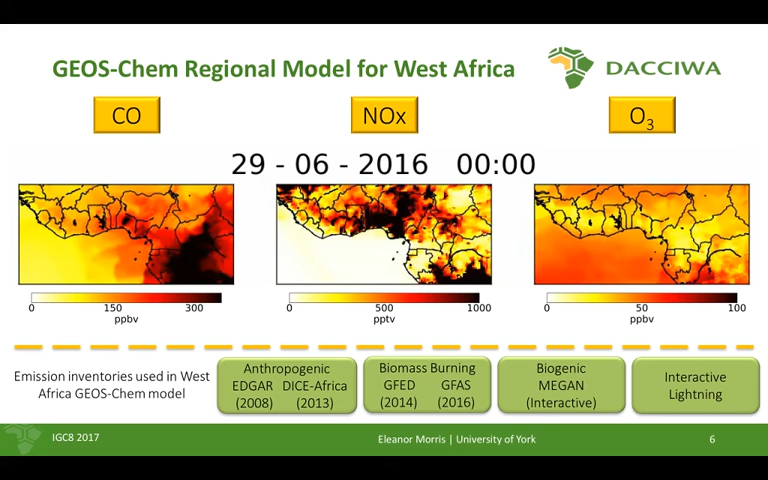 GEOS-Chem Regional Model for West Africa
DACCIWA
CO
NOx
O3
29 - 06 - 2016 00:00
0 150 300
ppbv
0 500 1000
pptv
0 50 100
ppbv
Emission inventories used in West
Africa GEOS-Chem model
Anthropogenic
EDGAR DICE-Africa
(2008) (2013)
Biomass Burning
GFED GFAS
(2014) (2016)
Biogenic
MEGAN
(Interactive)
Interactive
Lightning
IGC8 2017
Eleanor Morris | University of York
6